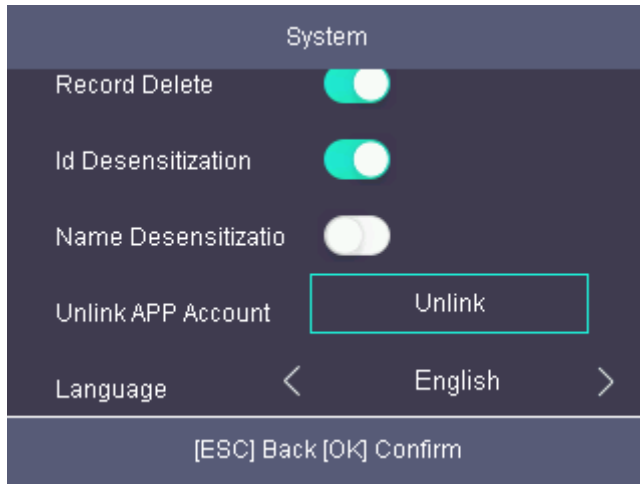 System
Record Delete
Id Desensitization
Name Desensitizatio
Unlink APP Account
Unlink
Language
English
[ESC] Back [OK] Confirm